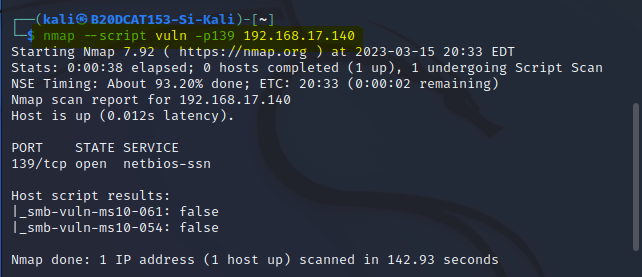 ┌──(kali㉿B20DCAT153-Si-Kali)-[~]
└─$ nmap --script vuln -p139 192.168.17.140
Starting Nmap 7.92 ( https://nmap.org ) at 2023-03-15 20:33 EDT
Stats: 0:00:38 elapsed; 0 hosts completed (1 up), 1 undergoing Script Scan
NSE Timing: About 93.20% done; ETC: 20:33 (0:00:02 remaining)
Nmap scan report for 192.168.17.140
Host is up (0.012s latency).
PORT    STATE SERVICE
139/tcp open  netbios-ssn
Host script results:
|_smb-vuln-ms10-061: false
|_smb-vuln-ms10-054: false
Nmap done: 1 IP address (1 host up) scanned in 142.93 seconds